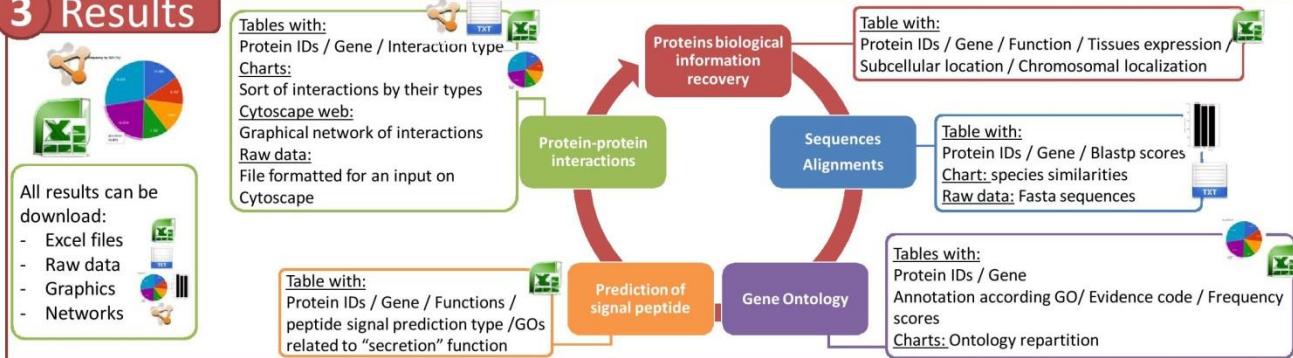 3 Results
All results can be
download:
- Excel files
- Raw data
- Graphics
- Networks
TXT
Tables with:
Protein IDs / Gene / Interaction type
Charts:
Sort of interactions by their types
Cytoscape web:
Graphical network of interactions
Raw data:
File formatted for an input on
Cytoscape
TXT
Protein-protein
interactions
Proteins biological
information
recovery
Table with:
Protein IDs / Gene / Function / Tissues expression /
Subcellular location / Chromosomal localization
Sequences
Alignments
Table with:
Protein IDs / Gene / Blastp scores
Chart: species similarities
Raw data: Fasta sequences
TXT
Table with:
Protein IDs / Gene / Functions /
peptide signal prediction type /GOs
related to "secretion" function
Prediction of
signal peptide
Gene Ontology
Tables with:
Protein IDs / Gene
Annotation according GO/ Evidence code / Frequency
scores
Charts: Ontology repartition